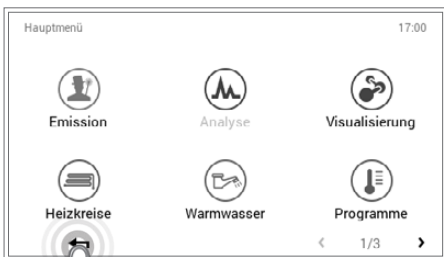 Hauptmenü 17:00
Emission Analyse Visualisierung
Heizkreise Warmwasser Programme
< 1/3 >